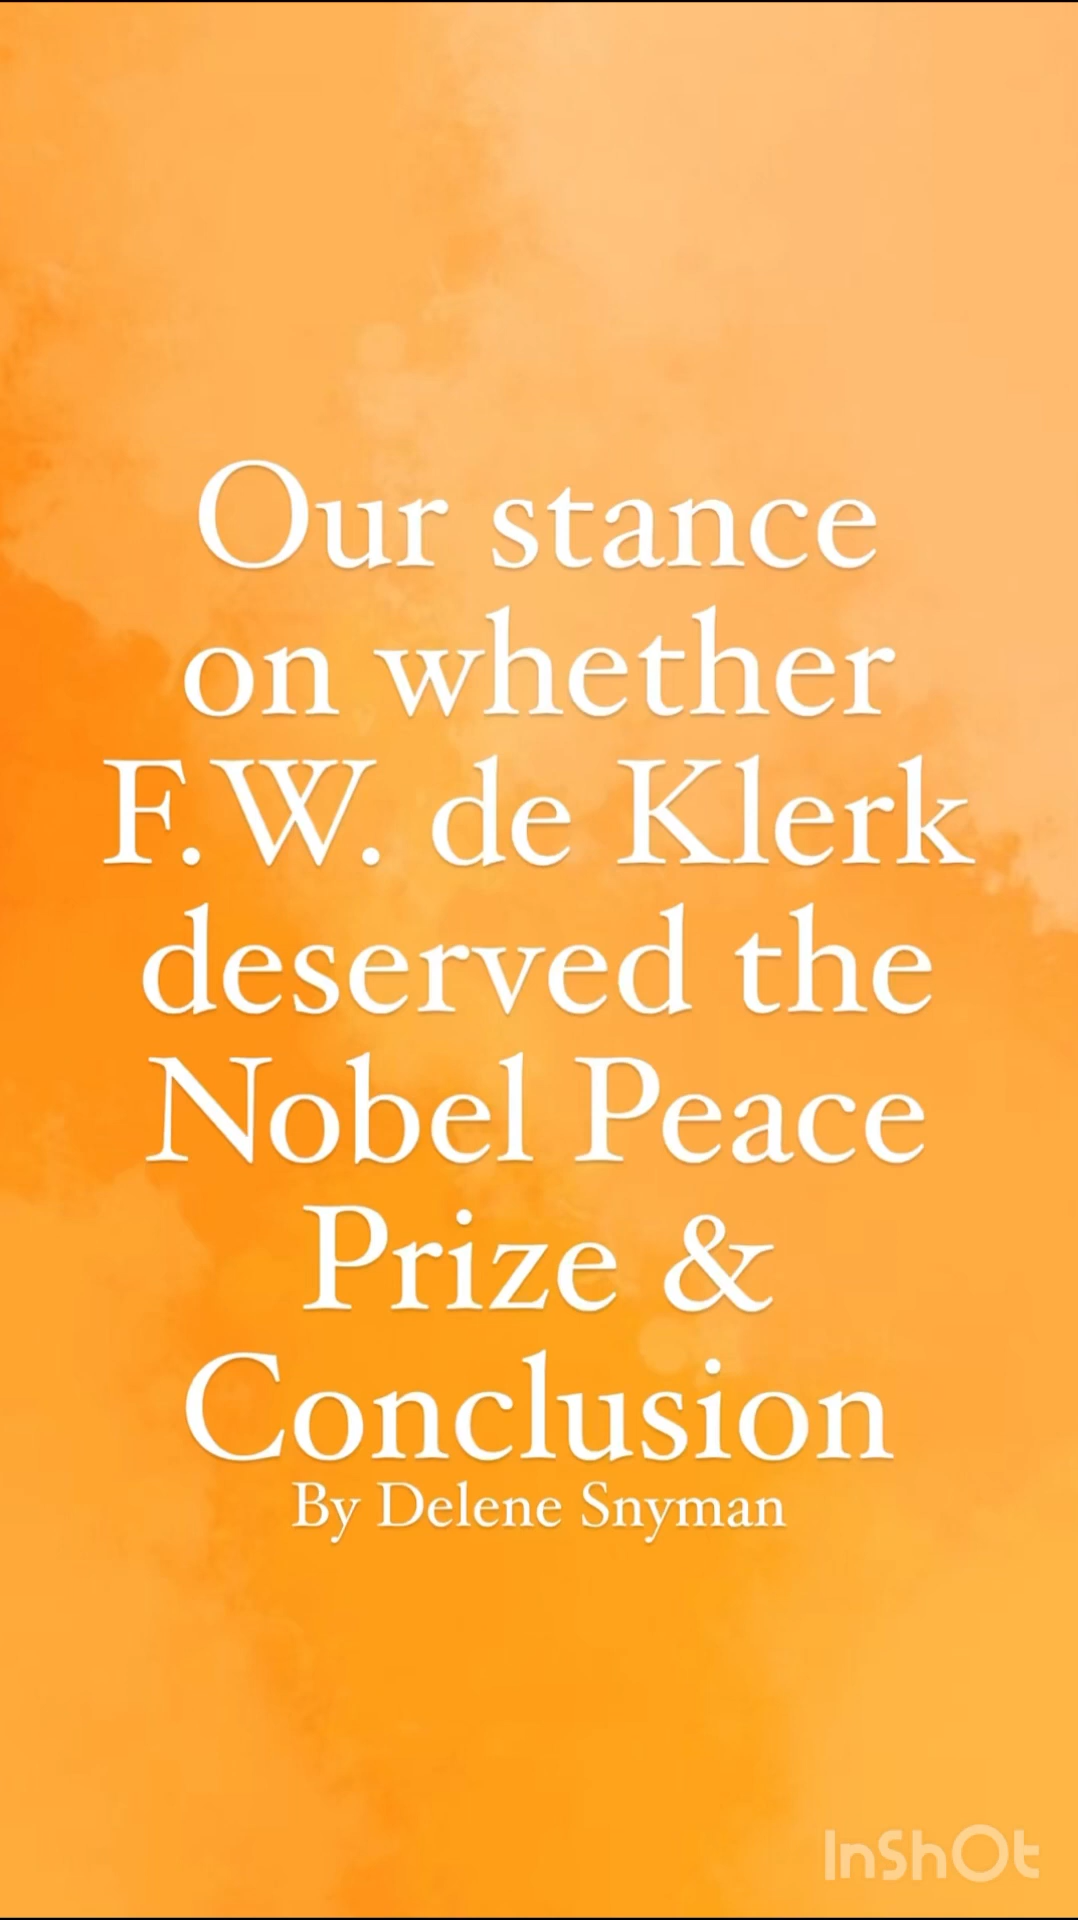 Our stance
on whether
F.W. de Klerk
deserved the
Nobel Peace
Prize &
Conclusion
By Delene Snyman
InShOt